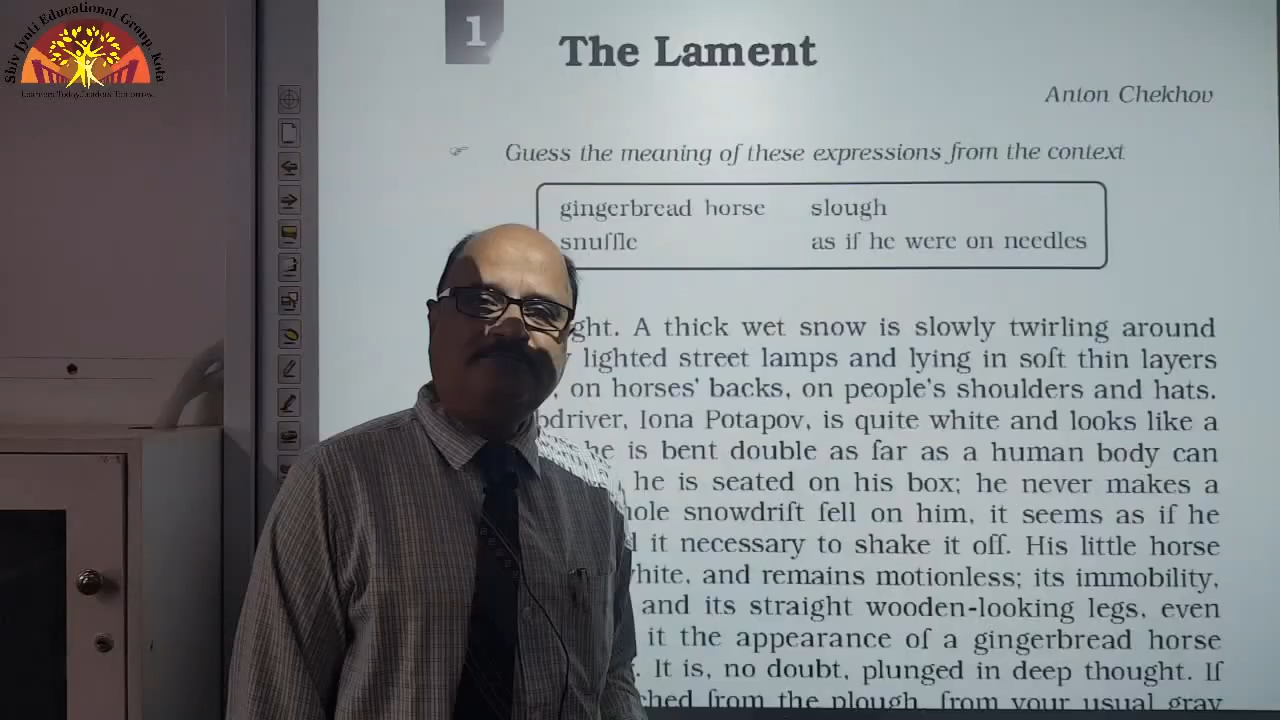 Shiv Jyoti Educational Group, Kota
Learners Today, Leaders Tomorrow.
1
The Lament
Anton Chekhov
Guess the meaning of these expressions from the context
gingerbread horse slough
snuffle as if he were on needles
ght. A thick wet snow is slowly twirling around
lighted street lamps and lying in soft thin layers
, on horses' backs, on people's shoulders and hats.
bdriver, Iona Potapov, is quite white and looks like a
he is bent double as far as a human body can
he is seated on his box; he never makes a
hole snowdrift fell on him, it seems as if he
it necessary to shake it off. His little horse
white, and remains motionless; its immobility,
and its straight wooden-looking legs, even
it the appearance of a gingerbread horse
. It is, no doubt, plunged in deep thought. If
ched from the plough, from your usual gray